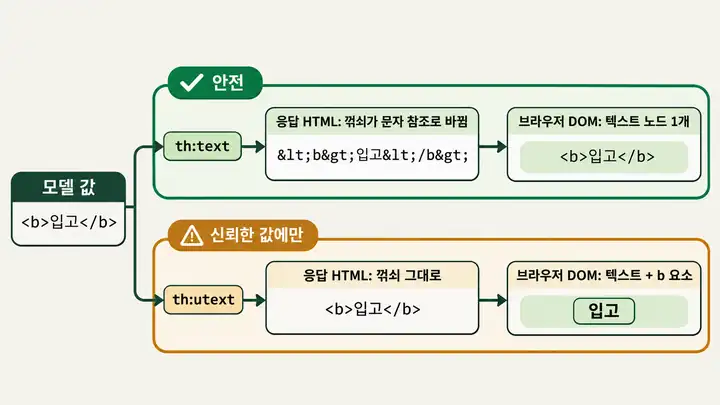 모델 값
<b>입고</b>
안전
th:text
응답 HTML: 꺾쇠가 문자 참조로 바뀜
&lt;b&gt;입고&lt;/b&gt;
브라우저 DOM: 텍스트 노드 1개
<b>입고</b>
신뢰한 값에만
th:utext
응답 HTML: 꺾쇠 그대로
<b>입고</b>
브라우저 DOM: 텍스트 + b 요소
입고